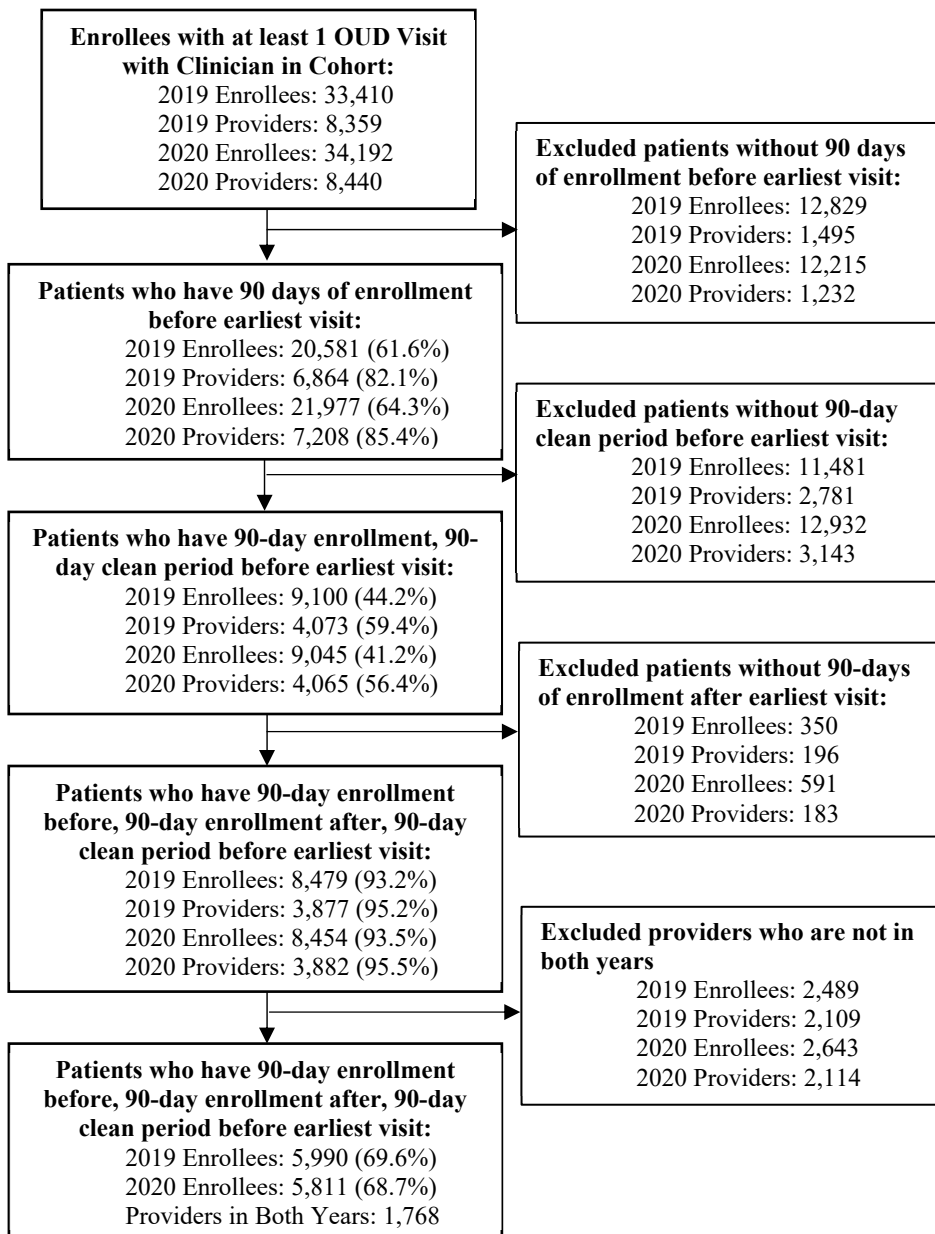 Enrollees with at least 1 OUD Visit
with Clinician in Cohort:
2019 Enrollees: 33,410
2019 Providers: 8,359
2020 Enrollees: 34,192
2020 Providers: 8,440
Excluded patients without 90 days
of enrollment before earliest visit:
2019 Enrollees: 12,829
2019 Providers: 1,495
2020 Enrollees: 12,215
2020 Providers: 1,232
Patients who have 90 days of enrollment
before earliest visit:
2019 Enrollees: 20,581 (61.6%)
2019 Providers: 6,864 (82.1%)
2020 Enrollees: 21,977 (64.3%)
2020 Providers: 7,208 (85.4%)
Excluded patients without 90-day
clean period before earliest visit:
2019 Enrollees: 11,481
2019 Providers: 2,781
2020 Enrollees: 12,932
2020 Providers: 3,143
Patients who have 90-day enrollment, 90-
day clean period before earliest visit:
2019 Enrollees: 9,100 (44.2%)
2019 Providers: 4,073 (59.4%)
2020 Enrollees: 9,045 (41.2%)
2020 Providers: 4,065 (56.4%)
Excluded patients without 90-days
of enrollment after earliest visit:
2019 Enrollees: 350
2019 Providers: 196
2020 Enrollees: 591
2020 Providers: 183
Patients who have 90-day enrollment
before, 90-day enrollment after, 90-day
clean period before earliest visit:
2019 Enrollees: 8,479 (93.2%)
2019 Providers: 3,877 (95.2%)
2020 Enrollees: 8,454 (93.5%)
2020 Providers: 3,882 (95.5%)
Excluded providers who are not in
both years
2019 Enrollees: 2,489
2019 Providers: 2,109
2020 Enrollees: 2,643
2020 Providers: 2,114
Patients who have 90-day enrollment
before, 90-day enrollment after, 90-day
clean period before earliest visit:
2019 Enrollees: 5,990 (69.6%)
2020 Enrollees: 5,811 (68.7%)
Providers in Both Years: 1,768